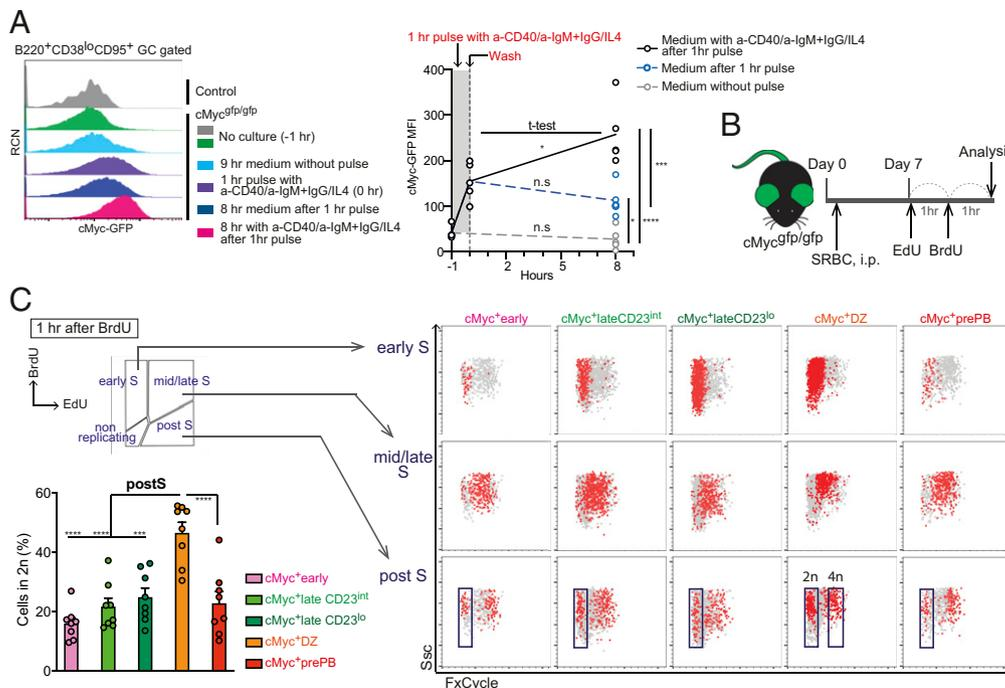 A
B220+CD38loCD95+ GC gated
RCN
cMyc-GFP
Control
cMycgfp/gfp
No culture (-1 hr)
9 hr medium without pulse
1 hr pulse with
a-CD40/a-IgM+IgG/IL4 (0 hr)
8 hr medium after 1 hr pulse
8 hr with a-CD40/a-IgM+IgG/IL4
after 1hr pulse
1 hr pulse with a-CD40/a-IgM+IgG/IL4
Wash
cMyc-GFP MFI
400
300
200
100
0
-1
0
2
5
8
Hours
t-test
*
n.s
n.s
***
*
****
Medium with a-CD40/a-IgM+IgG/IL4
after 1hr pulse
Medium after 1 hr pulse
Medium without pulse
B
Day 0
Day 7
Analysi
1hr
1hr
cMycgfp/gfp
SRBC, i.p.
EdU
BrdU
C
1 hr after BrdU
BrdU
EdU
early S
mid/late S
non
replicating
post S
early S
mid/late
S
post S
cMyc+early
cMyc+lateCD23int
cMyc+lateCD23lo
cMyc+DZ
cMyc+prePB
2n
4n
Ssc
FxCycle
postS
Cells in 2n (%)
60
40
20
0
****
****
***
****
cMyc+early
cMyc+late CD23int
cMyc+late CD23lo
cMyc+DZ
cMyc+prePB